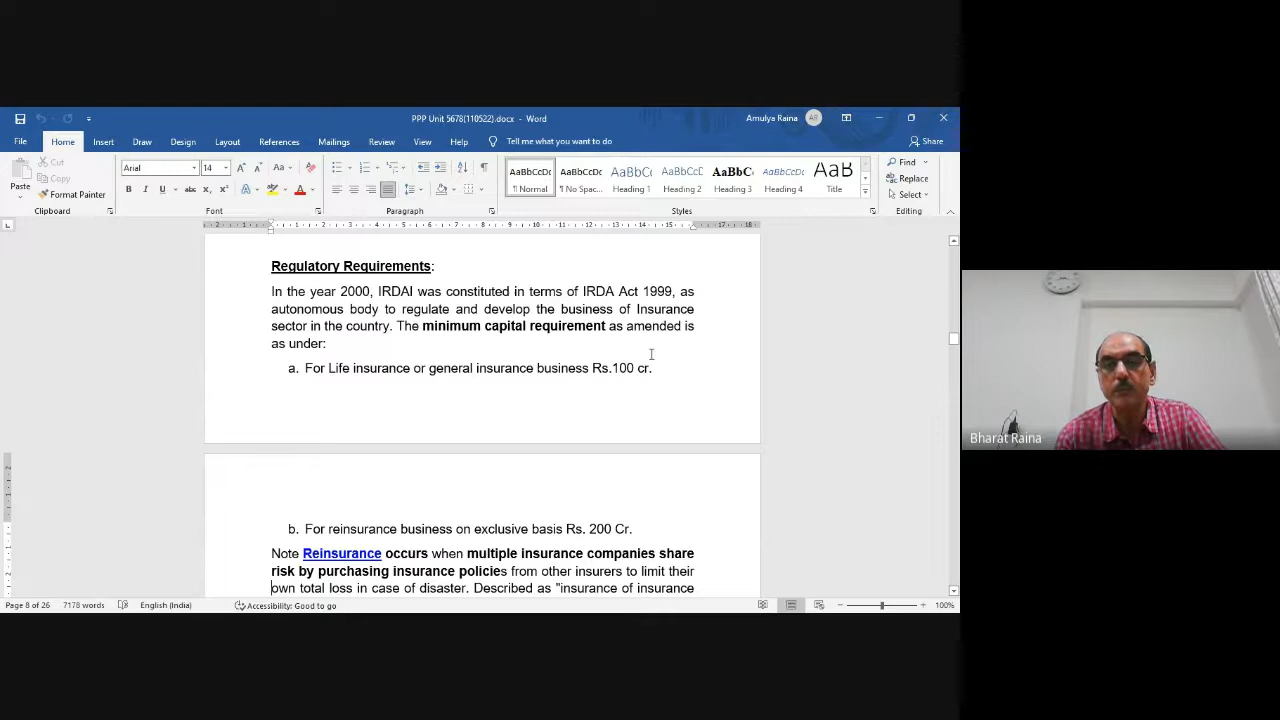 PPP Unit 5678(110522).docx - Word
Amulya Raina
AR
File Home Insert Draw Design Layout References Mailings Review View Help Tell me what you want to do Share
Paste
Cut
Copy
Format Painter
Clipboard
Arial 14
Font
Paragraph
AaBbCcDc AaBbCcDc AaBbCc AaBbCcC AaBbC AaBbCcC AaB
¶ Normal ¶ No Spac... Heading 1 Heading 2 Heading 3 Heading 4 Title
Styles
Find
Replace
Select
Editing
Regulatory Requirements:
In the year 2000, IRDAI was constituted in terms of IRDA Act 1999, as
autonomous body to regulate and develop the business of Insurance
sector in the country. The minimum capital requirement as amended is
as under:
a. For Life insurance or general insurance business Rs.100 cr.
b. For reinsurance business on exclusive basis Rs. 200 Cr.
Note Reinsurance occurs when multiple insurance companies share
risk by purchasing insurance policies from other insurers to limit their
own total loss in case of disaster. Described as "insurance of insurance
Page 8 of 26 7178 words English (India) Accessibility: Good to go 100%
Bharat Raina